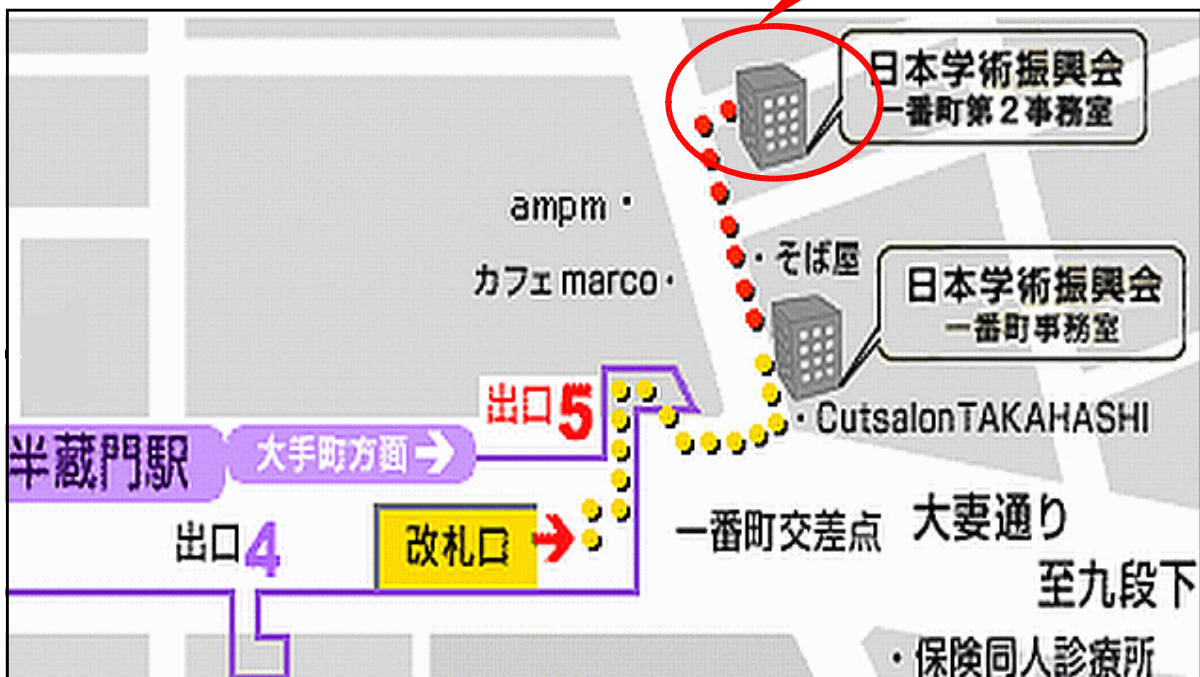 日本学術振興会
一番町第2事務室
ampm
そば屋
カフェ marco
日本学術振興会
一番町事務室
出口5
CutsalonTAKAHASHI
半蔵門駅
大手町方面
改札口
出口4
一番町交差点
大妻通り
至九段下
保険同人診療所